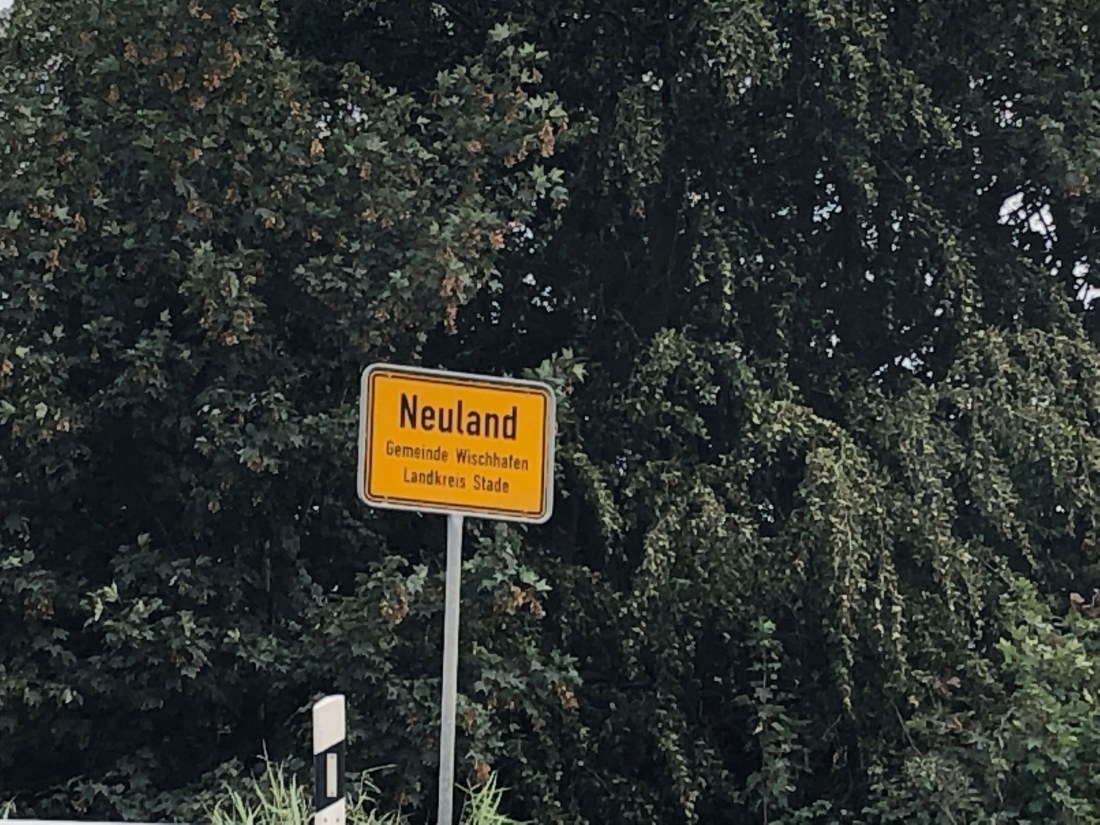 Neuland
Gemeinde Wischhafen
Landkreis Stade